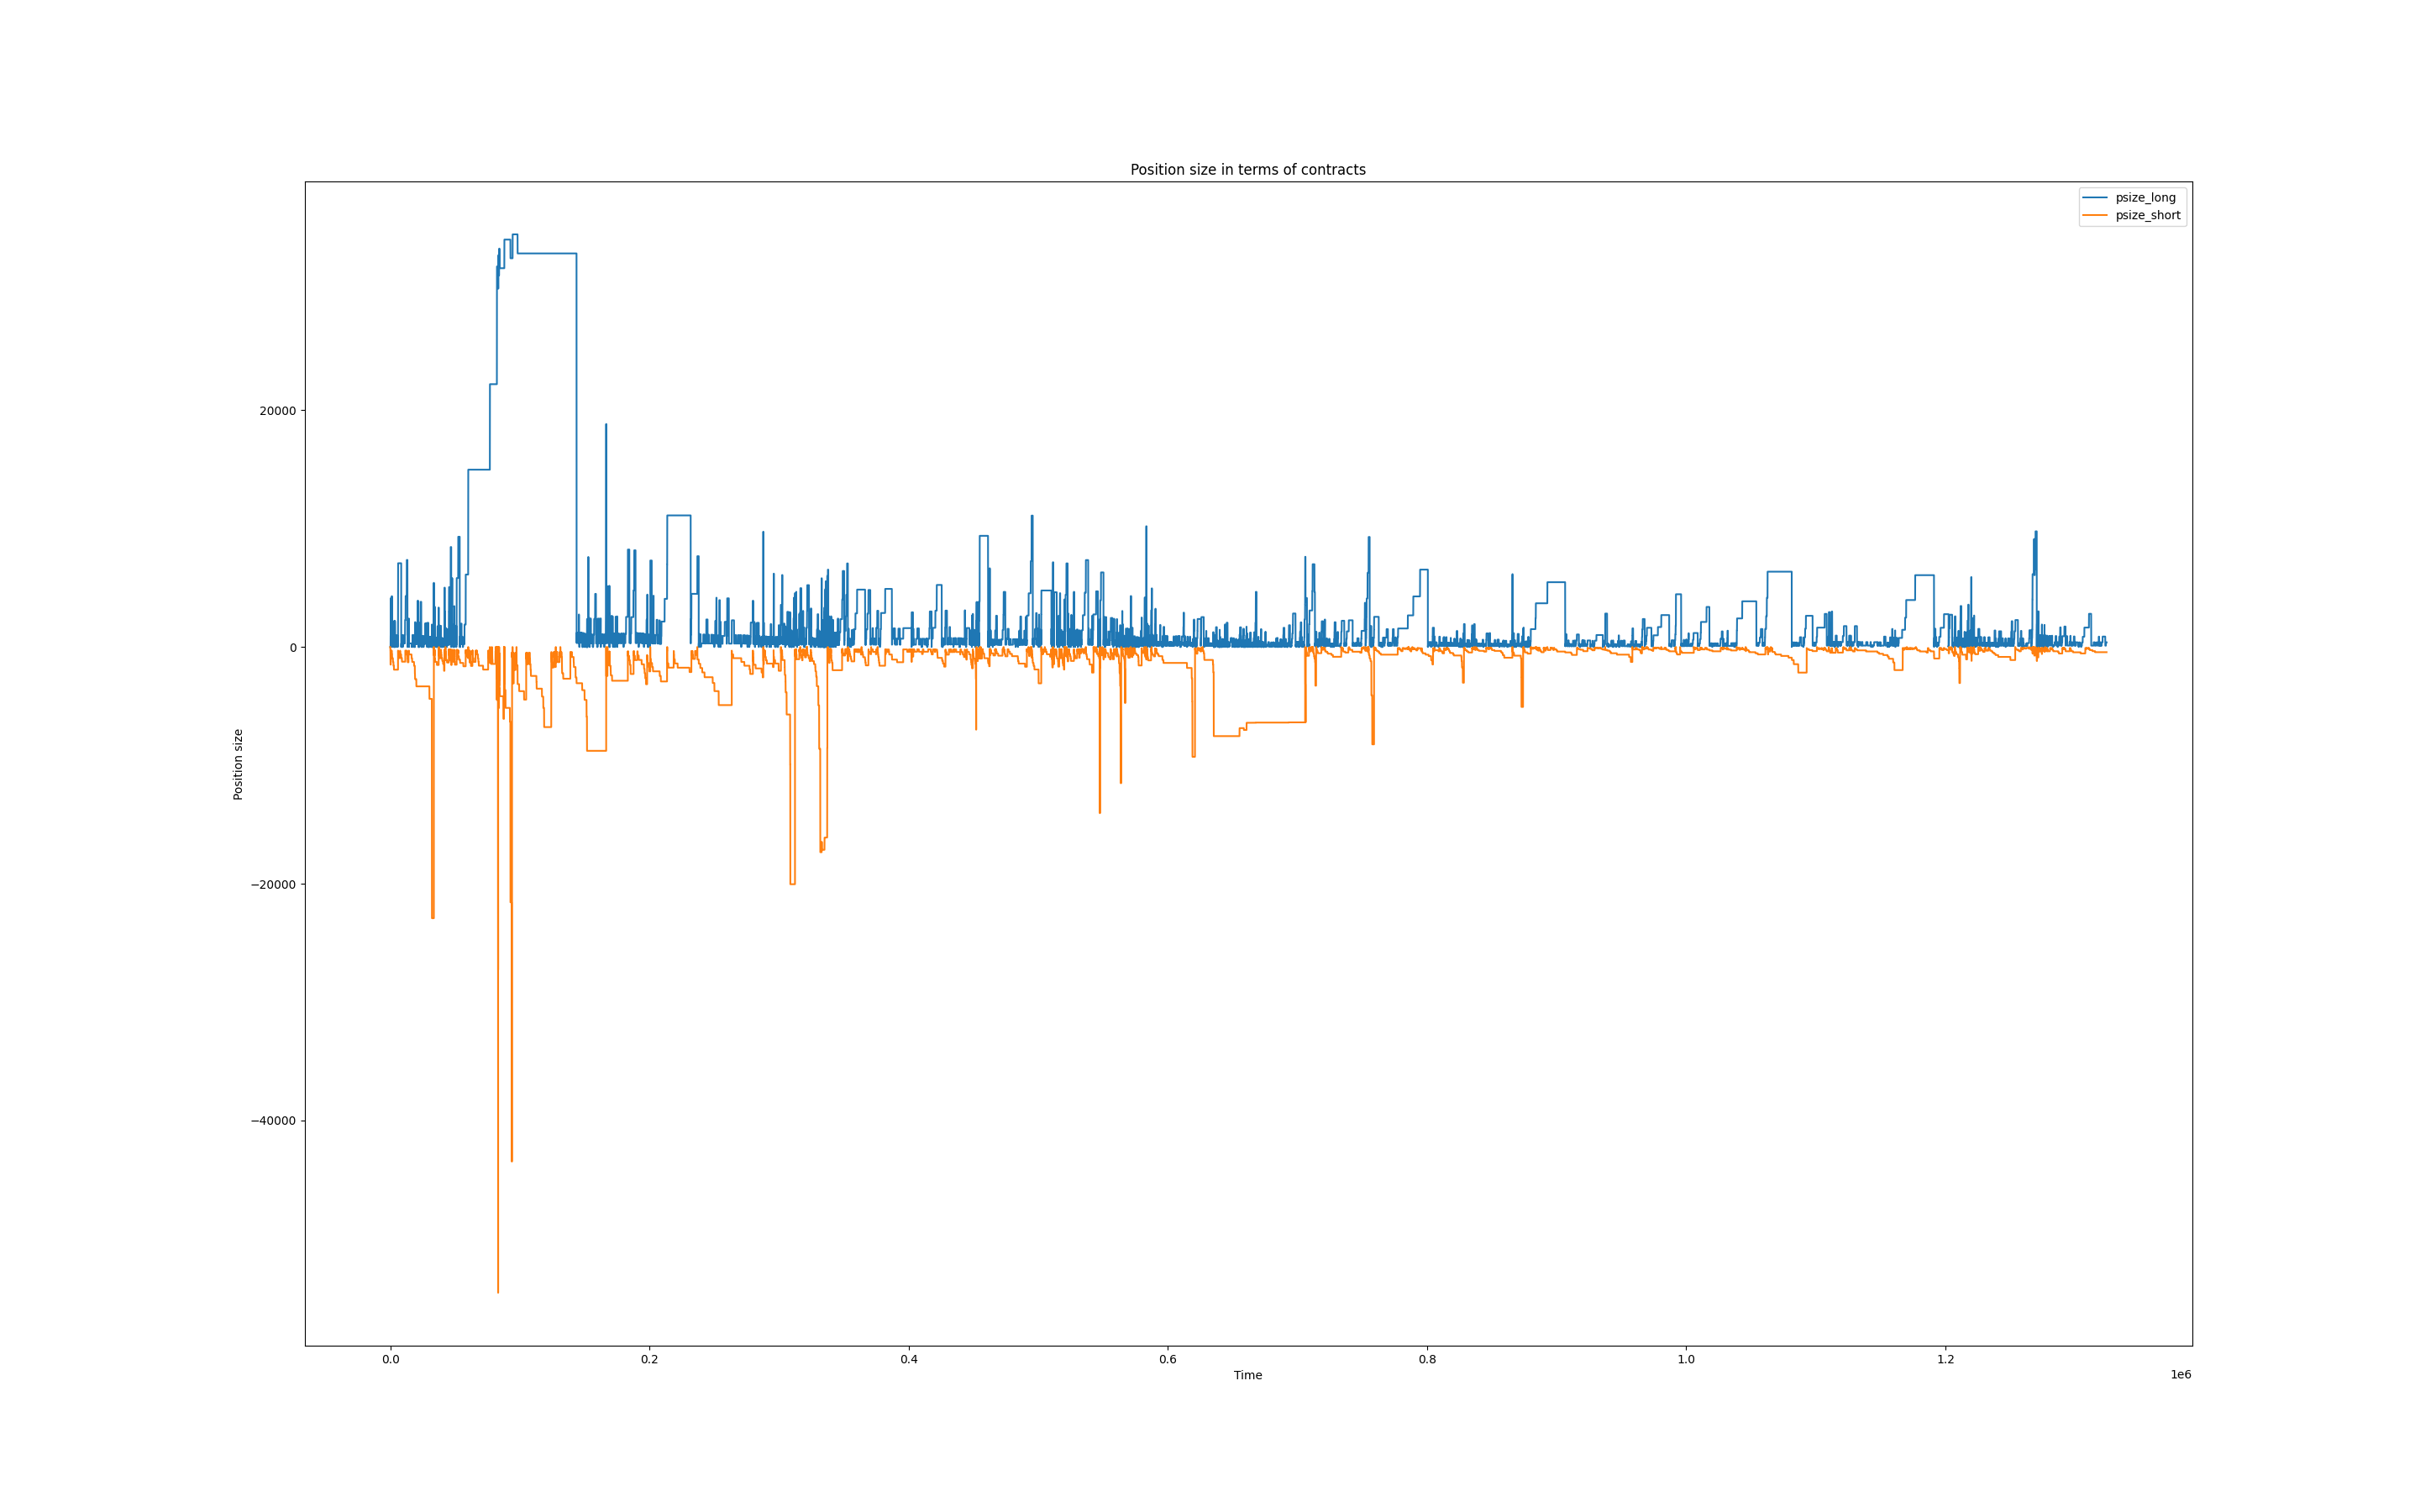 Position size in terms of contracts
psize_long
psize_short
20000
0
−20000
−40000
Position size
0.0 0.2 0.4 0.6 0.8 1.0 1.2
Time
1e6